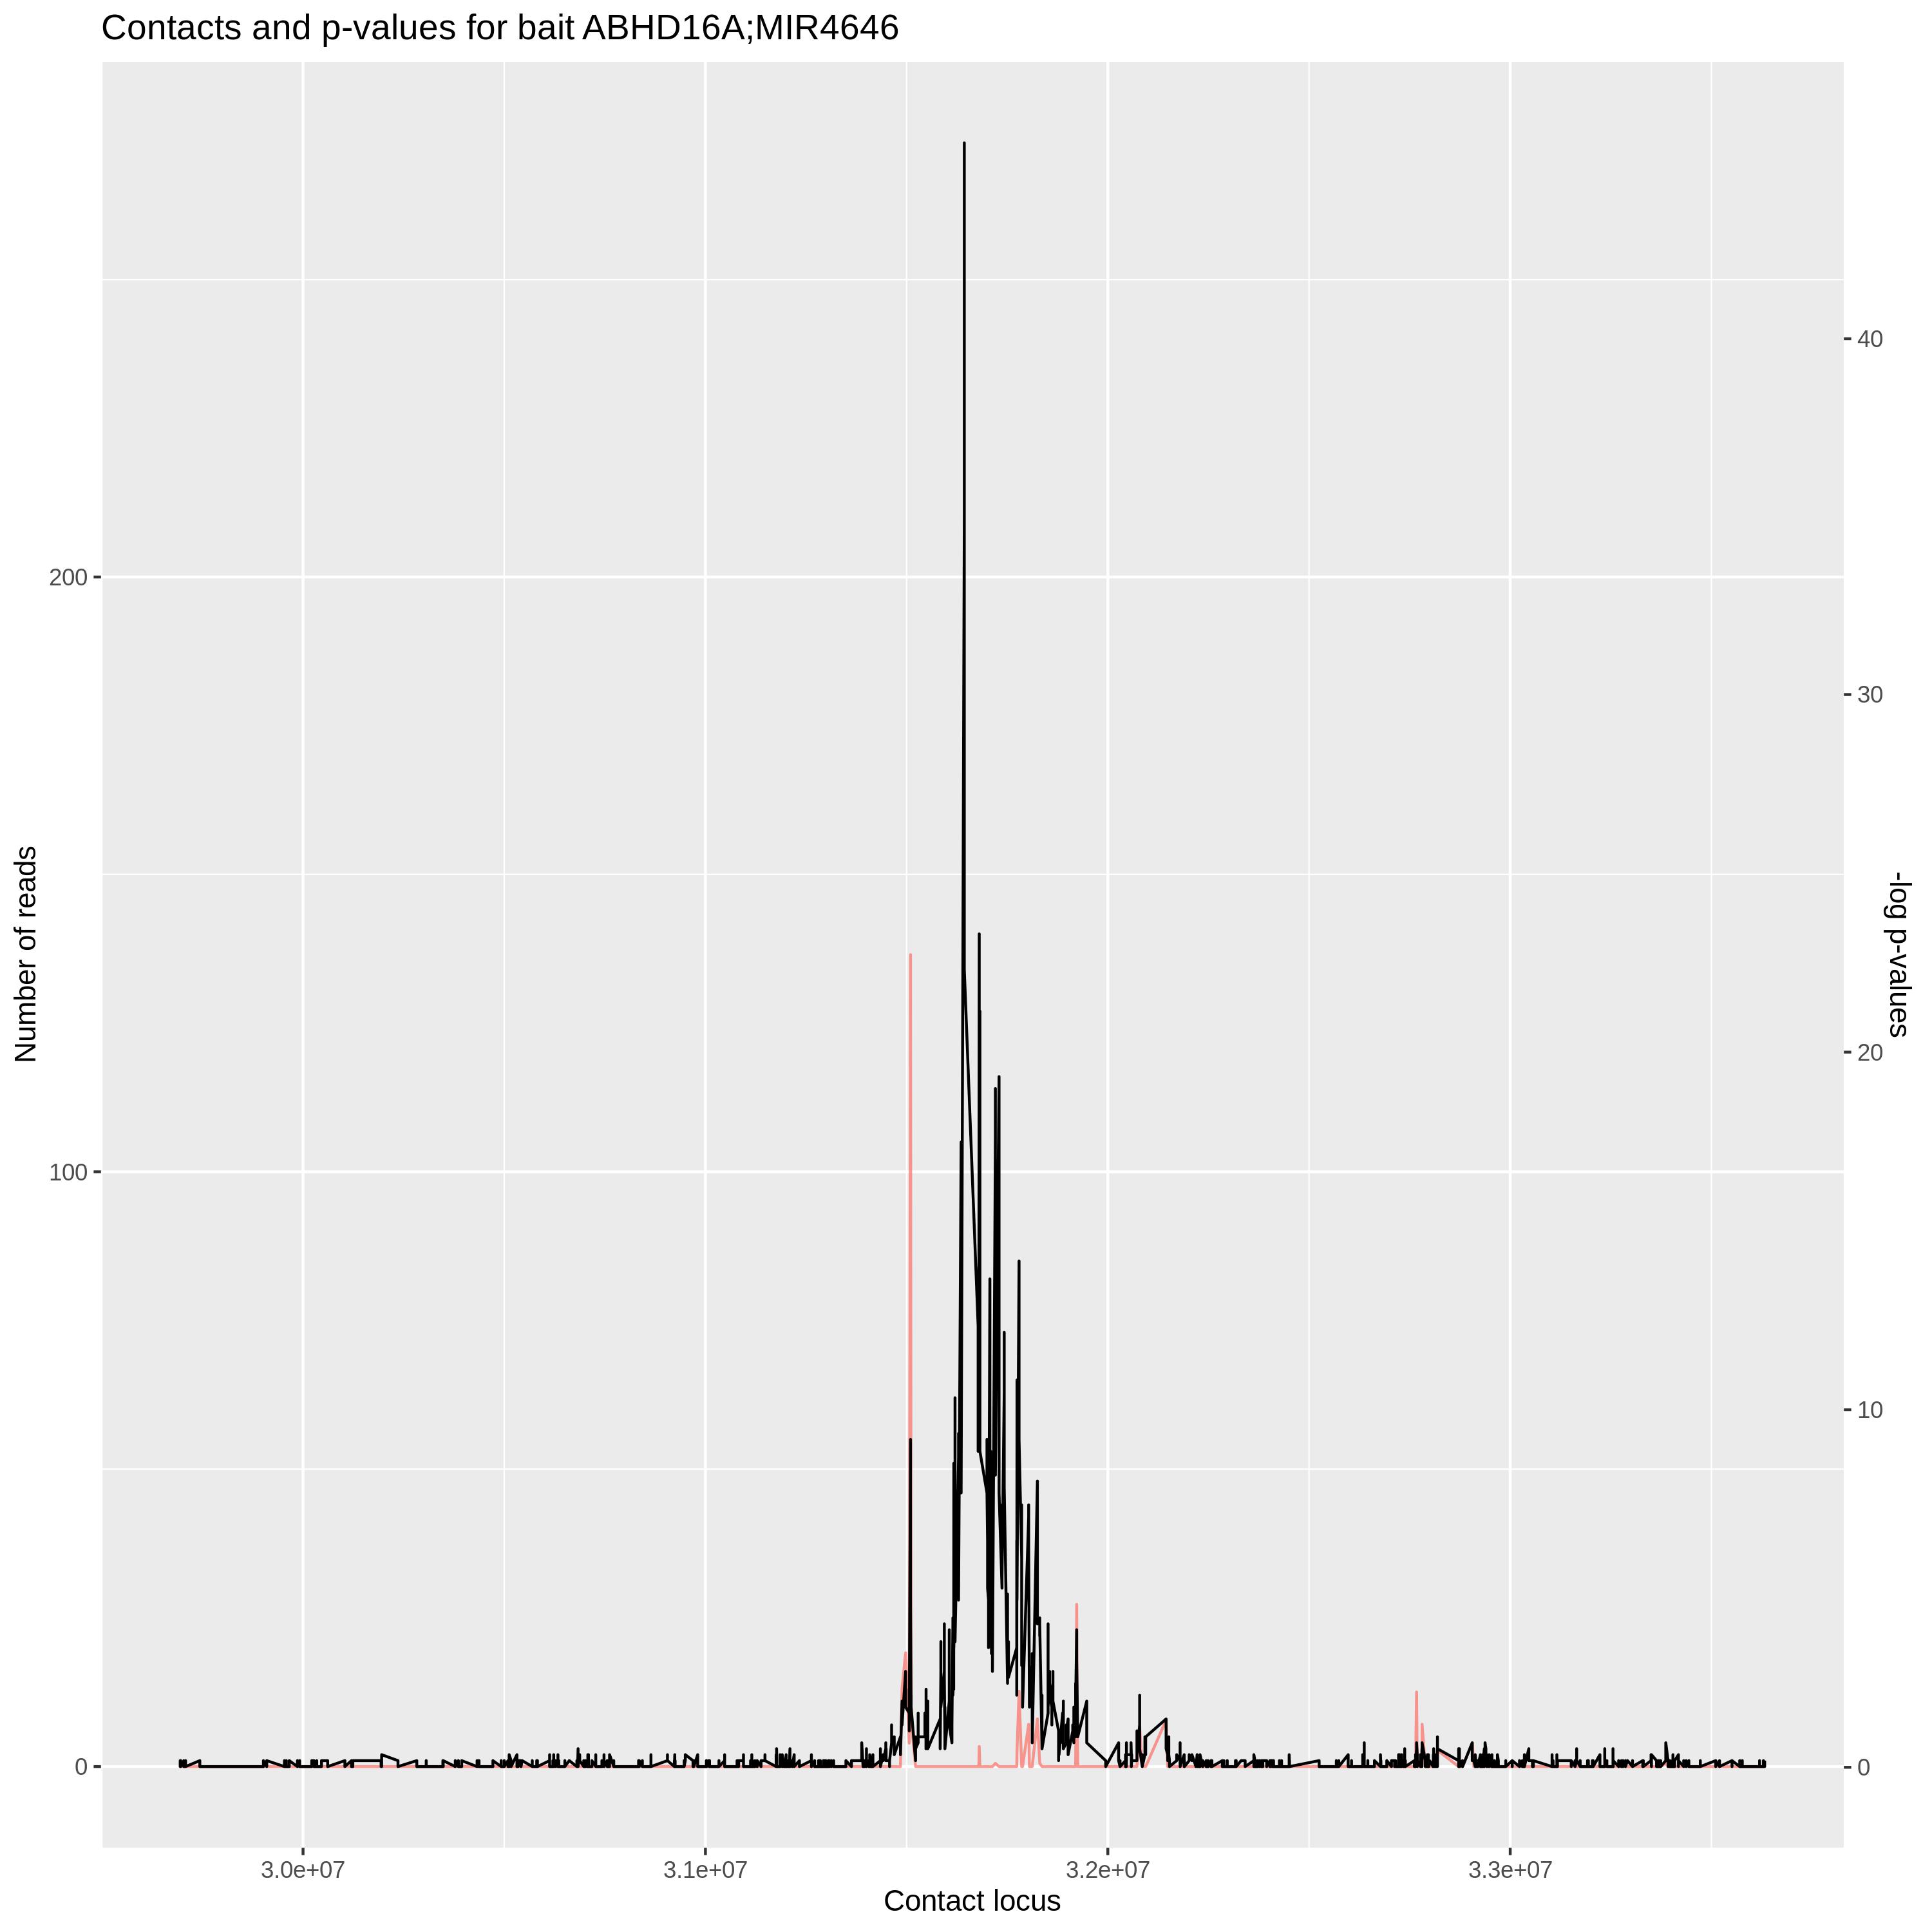 Contacts and p-values for bait ABHD16A;MIR4646
Number of reads
200
100
0
40
30
20
10
0
-log p-values
3.0e+07 3.1e+07 3.2e+07 3.3e+07
Contact locus